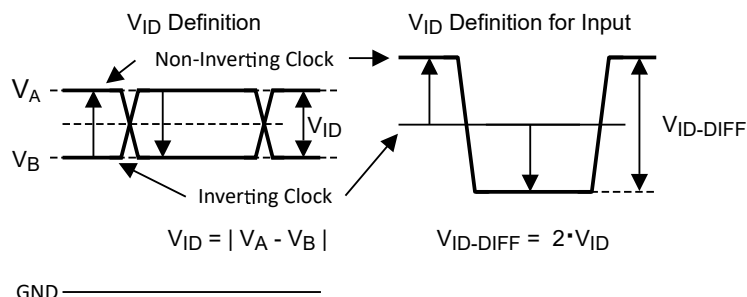 V_ID Definition
V_ID Definition for Input
Non-Inverting Clock
V_A
V_ID
V_ID-DIFF
V_B
Inverting Clock
V_ID = | V_A - V_B |
V_ID-DIFF = 2·V_ID
GND